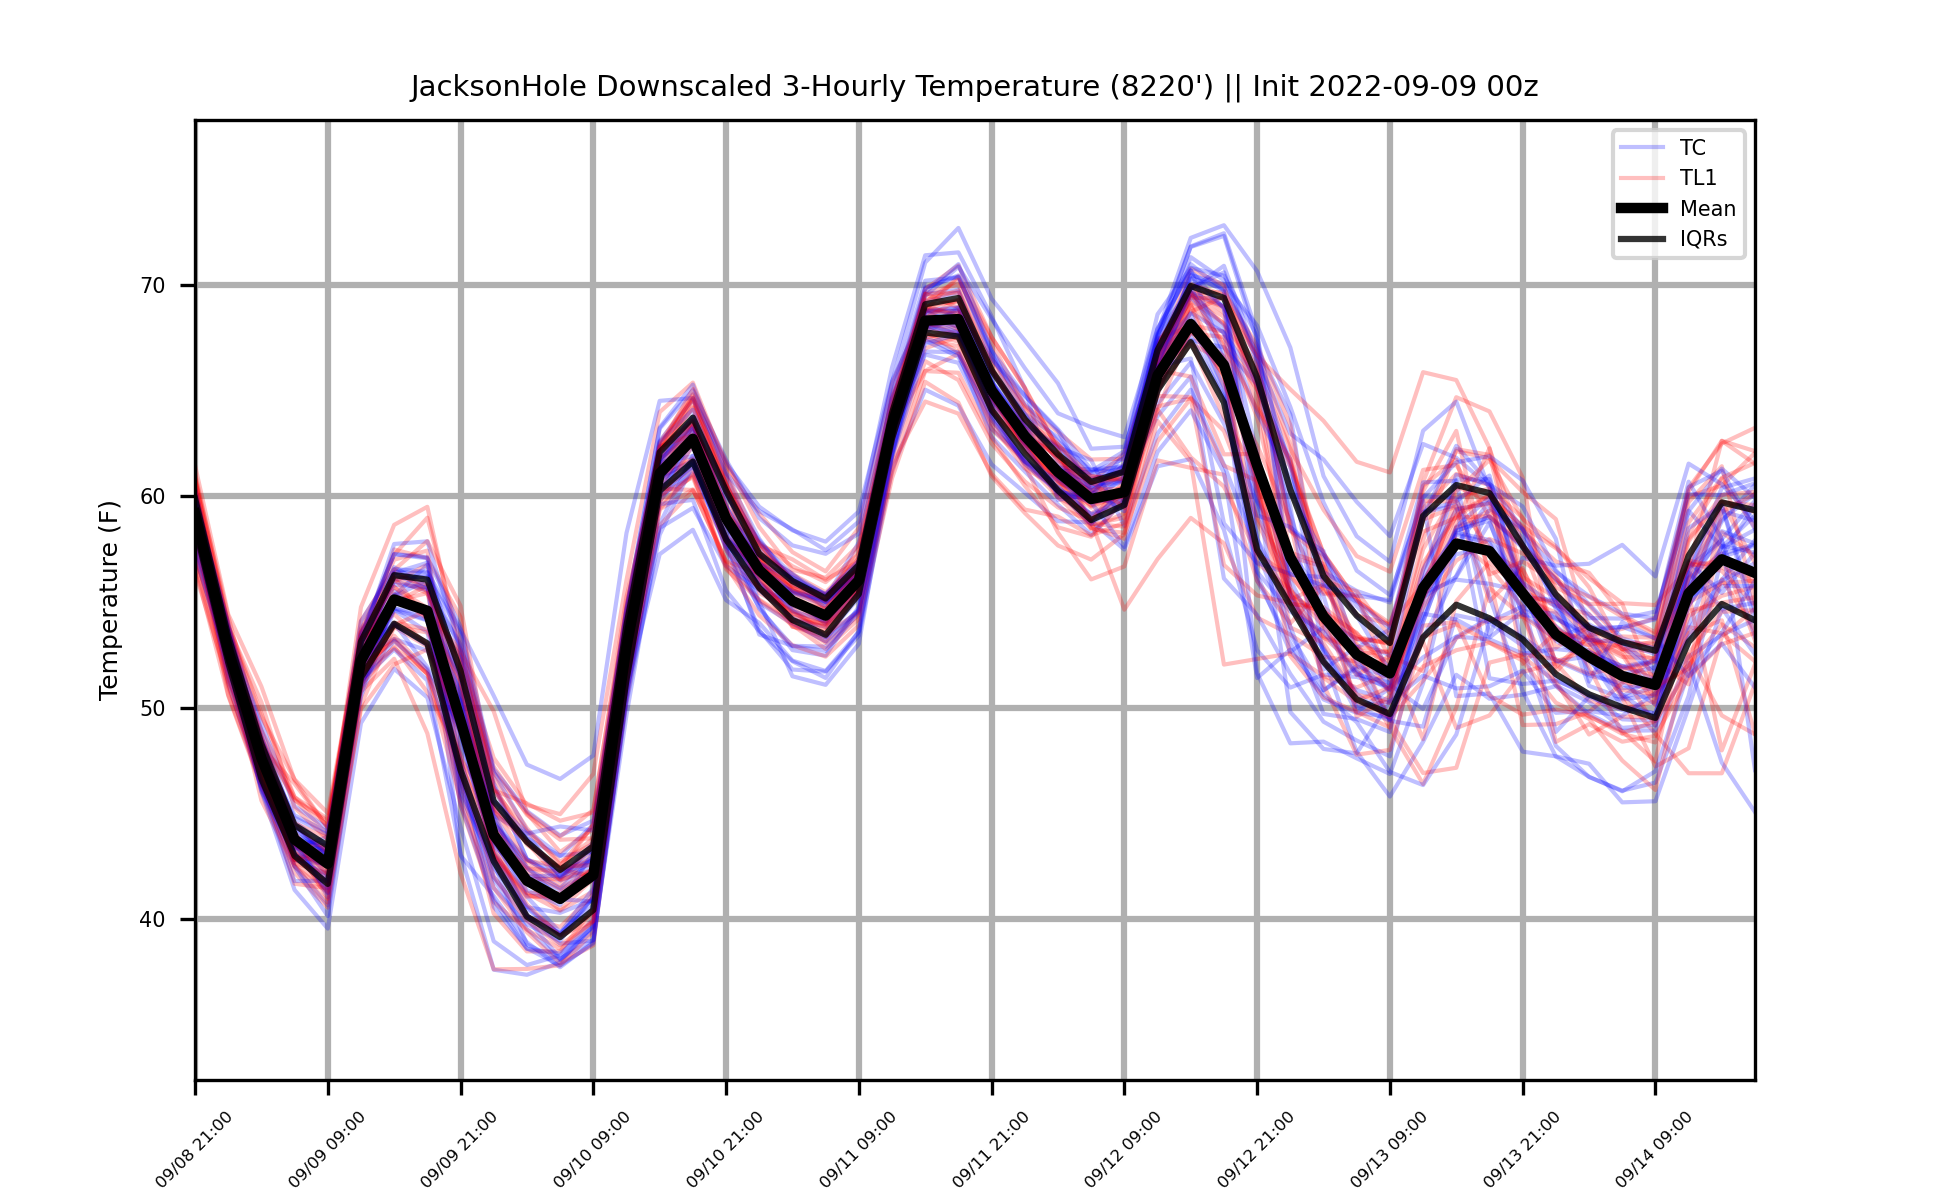 JacksonHole Downscaled 3-Hourly Temperature (8220') || Init 2022-09-09 00z
TC
TL1
Mean
IQRs
Temperature (F)
70
60
50
40
09/08 21:00
09/09 09:00
09/09 21:00
09/10 09:00
09/10 21:00
09/11 09:00
09/11 21:00
09/12 09:00
09/12 21:00
09/13 09:00
09/13 21:00
09/14 09:00